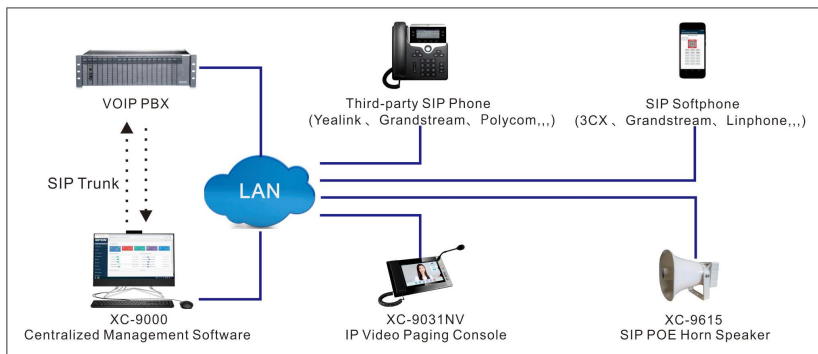 VOIP PBX
Third-party SIP Phone
(Yealink 、Grandstream、Polycom,,,)
SIP Softphone
(3CX 、Grandstream、Linphone,,,)
SIP Trunk
LAN
XC-9000
Centralized Management Software
XC-9031NV
IP Video Paging Console
XC-9615
SIP POE Horn Speaker